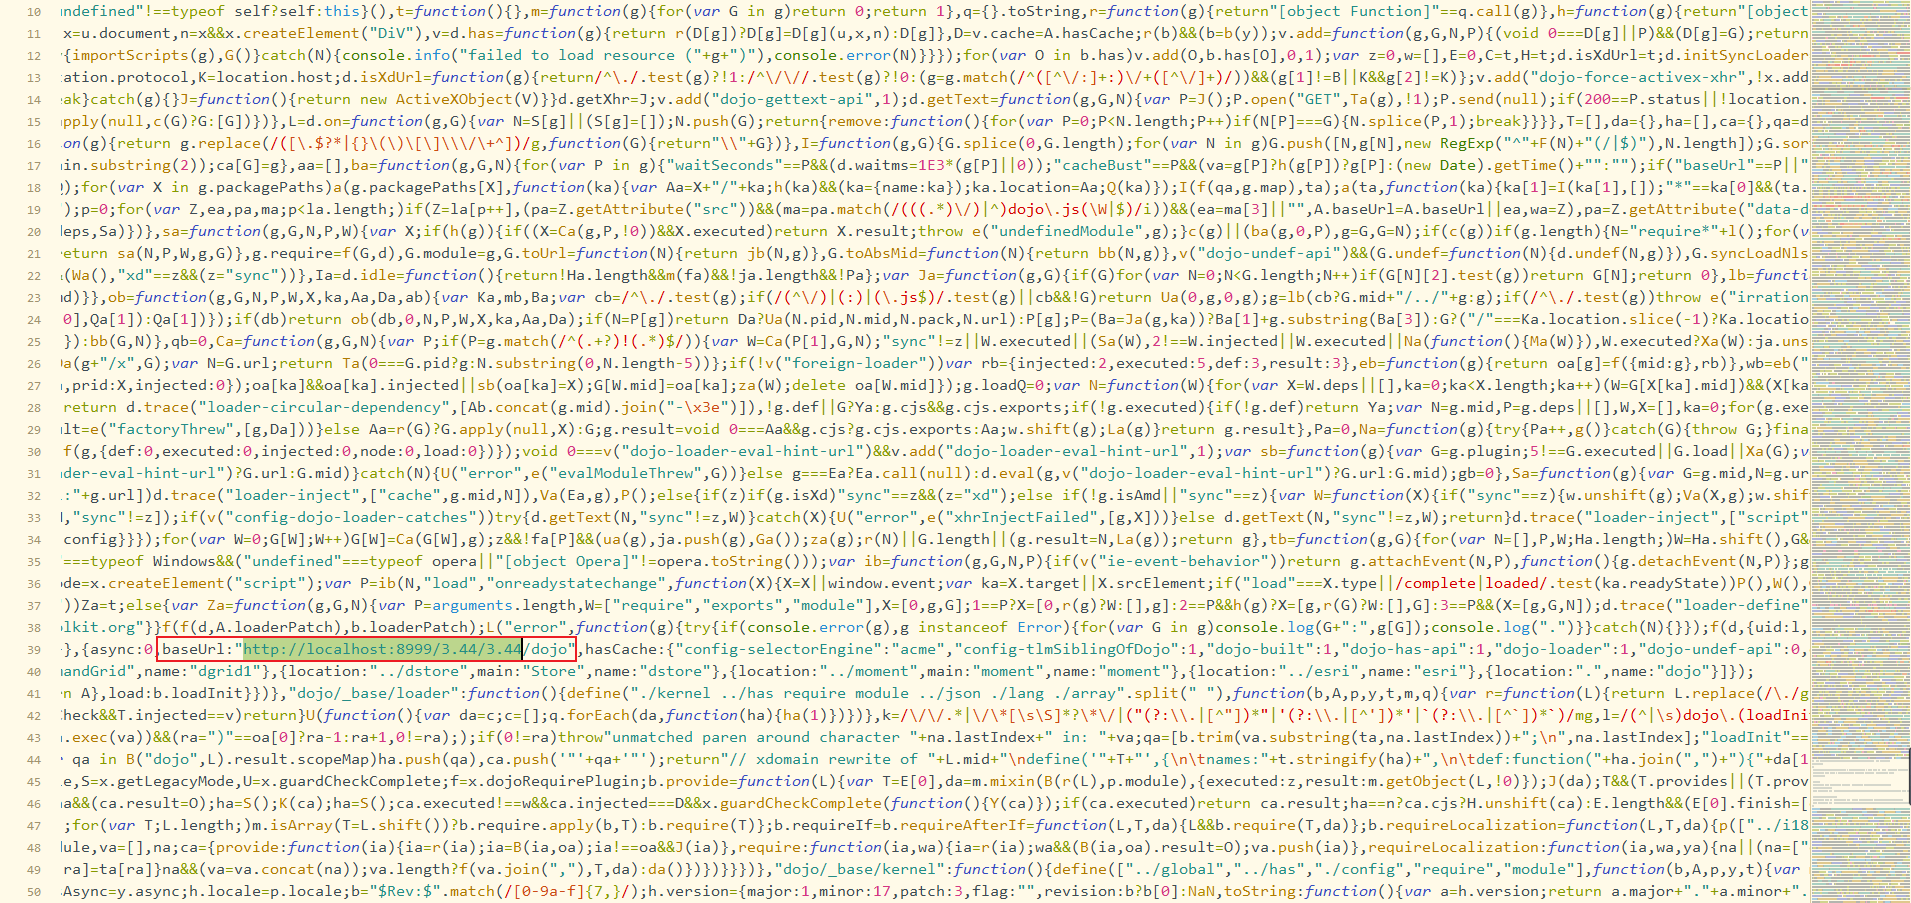 10 ındefined"!==typeof self?self:this}(),t=function(){},m=function(g){for(var G in g)return 0;return 1},q={}.toString,r=function(g){return"[object Function]"==q.call(g)},h=function(g){return"[object
11 x=u.document,n=x&&x.createElement("DiV"),v=d.has=function(g){return r(D[g])?D[g]=D[g](u,x,n):D[g]},D=v.cache=A.hasCache;r(b)&&(b=b(y));v.add=function(g,G,N,P){(void 0===D[g]||P)&&(D[g]=G);return
12 {importScripts(g),G()}catch(N){console.info("failed to load resource ("+g+")"),console.error(N)}}});for(var O in b.has)v.add(O,b.has[O],0,1);var z=0,w=[],E=0,C=t,H=t;d.isXdUrl=t;d.initSyncLoader
13 ation.protocol,K=location.host;d.isXdUrl=function(g){return/^\./.test(g)?!1:/^\/\//.test(g)?!0:(g=g.match(/^([^\/:]+:)\/+([^\/]+)/))&&(g[1]!=B||K&&g[2]!=K)};v.add("dojo-force-activex-xhr",!x.add
14 ak}catch(g){}J=function(){return new ActiveXObject(V)}}d.getXhr=J;v.add("dojo-gettext-api",1);d.getText=function(g,G,N){var P=J();P.open("GET",Ta(g),!1);P.send(null);if(200==P.status||!location.
15 apply(null,c(G)?G:[G])})},L=d.on=function(g,G){var N=S[g]||(S[g]=[]);N.push(G);return{remove:function(){for(var P=0;P<N.length;P++)if(N[P]===G){N.splice(P,1);break}}}},T=[],da={},ha=[],ca={},qa=d
16 on(g){return g.replace(/([\.$?*|{}\(\)\[\]\\\/\+^])/g,function(G){return"\\"+G})},I=function(g,G){G.splice(0,G.length);for(var N in g)G.push([N,g[N],new RegExp("^"+F(N)+"(/|$)"),N.length]);G.sor
17 in.substring(2));ca[G]=g},aa=[],ba=function(g,G,N){for(var P in g){"waitSeconds"==P&&(d.waitms=1E3*(g[P]||0));"cacheBust"==P&&(va=g[P]?h(g[P])?g[P]:(new Date).getTime()+"":"");if("baseUrl"==P||"
18 );for(var X in g.packagePaths)a(g.packagePaths[X],function(ka){var Aa=X+"/"+ka;h(ka)&&(ka={name:ka});ka.location=Aa;Q(ka)});I(f(qa,g.map),ta);a(ta,function(ka){ka[1]=I(ka[1],[]);"*"==ka[0]&&(ta.
19 );p=0;for(var Z,ea,pa,ma;p<la.length;)if(Z=la[p++],(pa=Z.getAttribute("src"))&&(ma=pa.match(/(((.*)\/)|^)dojo\.js(\W|$)/i))&&(ea=ma[3]||"",A.baseUrl=A.baseUrl||ea,wa=Z),pa=Z.getAttribute("data-d
20 deps,Sa)})},sa=function(g,G,N,P,W){var X;if(h(g)){if((X=Ca(g,P,!0))&&X.executed)return X.result;throw e("undefinedModule",g);}c(g)||(ba(g,0,P),g=G,G=N);if(c(g))if(g.length){N="require*"+l();for(v
21 return sa(N,P,W,g,G)},g.require=f(G,d),G.module=g,G.toUrl=function(N){return jb(N,g)},G.toAbsMid=function(N){return bb(N,g)},v("dojo-undef-api")&&(G.undef=function(N){d.undef(N,g)}),G.syncLoadNls
22 (Wa(),"xd"==z&&(z="sync"))},Ia=d.idle=function(){return!Ha.length&&m(fa)&&!ja.length&&!Pa};var Ja=function(g,G){if(G)for(var N=0;N<G.length;N++)if(G[N][2].test(g))return G[N];return 0},lb=functi
23 d)}},ob=function(g,G,N,P,W,X,ka,Aa,Da,ab){var Ka,mb,Ba;var cb=/^\./.test(g);if(/(^\/)|(:)|(\.js$)/.test(g)||cb&&!G)return Ua(0,g,0,g);g=lb(cb?G.mid+"/../"+g:g);if(/^\./.test(g))throw e("irration
24 0],Qa[1]):Qa[1])});if(db)return ob(db,0,N,P,W,X,ka,Aa,Da);if(N=P[g])return Da?Ua(N.pid,N.mid,N.pack,N.url):P[g];P=(Ba=Ja(g,ka))?Ba[1]+g.substring(Ba[3]):G?("/"===Ka.location.slice(-1)?Ka.locatio
25 }):bb(G,N)},qb=0,Ca=function(g,G,N){var P;if(P=g.match(/^(.+?)!(.*)$/)){var W=Ca(P[1],G,N);"sync"!=z||W.executed||(Sa(W),2!==W.injected||W.executed||Na(function(){Ma(W)}),W.executed?Xa(W):ja.uns
26 Da(g+"/x",G);var N=G.url;return Ta(0===G.pid?g:N.substring(0,N.length-5))};if(!v("foreign-loader"))var rb={injected:2,executed:5,def:3,result:3},eb=function(g){return oa[g]=f({mid:g},rb)},wb=eb("
27 ,prid:X,injected:0});oa[ka]&&oa[ka].injected||sb(oa[ka]=X);G[W.mid]=oa[ka];za(W);delete oa[W.mid]});g.loadQ=0;var N=function(W){for(var X=W.deps||[],ka=0;ka<X.length;ka++)(W=G[X[ka].mid])&&(X[ka
28 return d.trace("loader-circular-dependency",[Ab.concat(g.mid).join("-\x3e")]),!g.def||G?Ya:g.cjs&&g.cjs.exports;if(!g.executed){if(!g.def)return Ya;var N=g.mid,P=g.deps||[],W,X=[],ka=0;for(g.exe
29 lt=e("factoryThrew",[g,Da]))}else Aa=r(G)?G.apply(null,X):G;g.result=void 0===Aa&&g.cjs?g.cjs.exports:Aa;w.shift(g);La(g)}return g.result},Pa=0,Na=function(g){try{Pa++,g()}catch(G){throw G;}fina
30 f(g,{def:0,executed:0,injected:0,node:0,load:0})});void 0===v("dojo-loader-eval-hint-url")&&v.add("dojo-loader-eval-hint-url",1);var sb=function(g){var G=g.plugin;5!==G.executed||G.load||Xa(G);v
31 der-eval-hint-url")?G.url:G.mid)}catch(N){U("error",e("evalModuleThrew",G))}else g===Ea?Ea.call(null):d.eval(g,v("dojo-loader-eval-hint-url")?G.url:G.mid);gb=0},Sa=function(g){var G=g.mid,N=g.ur
32 :"+g.url])d.trace("loader-inject",["cache",g.mid,N]),Va(Ea,g),P();else{if(z)if(g.isXd)"sync"==z&&(z="xd");else if(!g.isAmd||"sync"==z){var W=function(X){if("sync"==z){w.unshift(g);Va(X,g);w.shif
33 ,"sync"!=z]);if(v("config-dojo-loader-catches"))try{d.getText(N,"sync"!=z,W)}catch(X){U("error",e("xhrInjectFailed",[g,X]))}else d.getText(N,"sync"!=z,W);return}d.trace("loader-inject",["script"
34 config}}});for(var W=0;G[W];W++)G[W]=Ca(G[W],g);z&&!fa[P]&&(ua(g),ja.push(g),Ga());za(g);r(N)||G.length||(g.result=N,La(g));return g},tb=function(g,G){for(var N=[],P,W;Ha.length;)W=Ha.shift(),G&
35 ===typeof Windows&&("undefined"===typeof opera||"[object Opera]"!=opera.toString()));var ib=function(g,G,N,P){if(v("ie-event-behavior"))return g.attachEvent(N,P),function(){g.detachEvent(N,P)};g
36 ode=x.createElement("script");var P=ib(N,"load","onreadystatechange",function(X){X=X||window.event;var ka=X.target||X.srcElement;if("load"===X.type||/complete|loaded/.test(ka.readyState))P(),W(),
37 ))Za=t;else{var Za=function(g,G,N){var P=arguments.length,W=["require","exports","module"],X=[0,g,G];1==P?X=[0,r(g)?W:[],g]:2==P&&h(g)?X=[g,r(G)?W:[],G]:3==P&&(X=[g,G,N]);d.trace("loader-define"
38 olkit.org"}}f(f(d,A.loaderPatch),b.loaderPatch);L("error",function(g){try{if(console.error(g),g instanceof Error){for(var G in g)console.log(G+":",g[G]);console.log(".")}}catch(N){}});f(d,{uid:l,
39 },{async:0,baseUrl:"http://localhost:8999/3.44/3.44/dojo",hasCache:{"config-selectorEngine":"acme","config-tlmSiblingOfDojo":1,"dojo-built":1,"dojo-has-api":1,"dojo-loader":1,"dojo-undef-api":0,
40 andGrid",name:"dgrid1"},{location:"../dstore",main:"Store",name:"dstore"},{location:"../moment",main:"moment",name:"moment"},{location:"../esri",name:"esri"},{location:".",name:"dojo"}]});
41 n A},load:b.loadInit}})},"dojo/_base/loader":function(){define("./kernel ../has require module ../json ./lang ./array".split(" "),function(b,A,p,y,t,m,q){var r=function(L){return L.replace(/\./g
42 heck&&T.injected==v)return}U(function(){var da=c;c=[];q.forEach(da,function(ha){ha(1)})})},k=/\/\/.*|\/\*[\s\S]*?\*\/|("(?:\\.|[^"])*"|'(?:\\.|[^'])*'|`(?:\\.|[^`])*`)/mg,l=/(^|\s)dojo\.(loadIni
43 .exec(va))&&(ra=")"==oa[0]?ra-1:ra+1,0!=ra););if(0!=ra)throw"unmatched paren around character "+na.lastIndex+" in: "+va;qa=[b.trim(va.substring(ta,na.lastIndex))+";\n",na.lastIndex];"loadInit"==
44 qa in B("dojo",L).result.scopeMap)ha.push(qa),ca.push('"'+qa+'"');return"// xdomain rewrite of "+L.mid+"\ndefine('"+T+"',{\n\tnames:"+t.stringify(ha)+",\n\tdef:function("+ha.join(",")+"){"+da[1
45 e,S=x.getLegacyMode,U=x.guardCheckComplete;f=x.dojoRequirePlugin;b.provide=function(L){var T=E[0],da=m.mixin(B(r(L),p.module),{executed:z,result:m.getObject(L,!0)});J(da);T&&(T.provides||(T.prov
46 a&&(ca.result=O);ha=S();K(ca);ha=S();ca.executed!==w&&ca.injected===D&&x.guardCheckComplete(function(){Y(ca)});if(ca.executed)return ca.result;ha==n?ca.cjs?H.unshift(ca):E.length&&(E[0].finish=[
47 ;for(var T;L.length;)m.isArray(T=L.shift())?b.require.apply(b,T):b.require(T)};b.requireIf=b.requireAfterIf=function(L,T,da){L&&b.require(T,da)};b.requireLocalization=function(L,T,da){p(["../i18
48 dule,va=[],na;ca={provide:function(ia){ia=r(ia);ia=B(ia,oa);ia!==oa&&J(ia)},require:function(ia,wa){ia=r(ia);wa&&(B(ia,oa).result=O);va.push(ia)},requireLocalization:function(ia,wa,ya){na||(na=["
49 ra]=ta[ra]}na&&(va=va.concat(na));va.length?f(va.join(","),T,da):da()})})}})},"dojo/_base/kernel":function(){define(["../global","../has","./config","require","module"],function(b,A,p,y,t){var
50 Async=y.async;h.locale=p.locale;b="$Rev:$".match(/[0-9a-f]{7,}/);h.version={major:1,minor:17,patch:3,flag:"",revision:b?b[0]:NaN,toString:function(){var a=h.version;return a.major+"."+a.minor+".